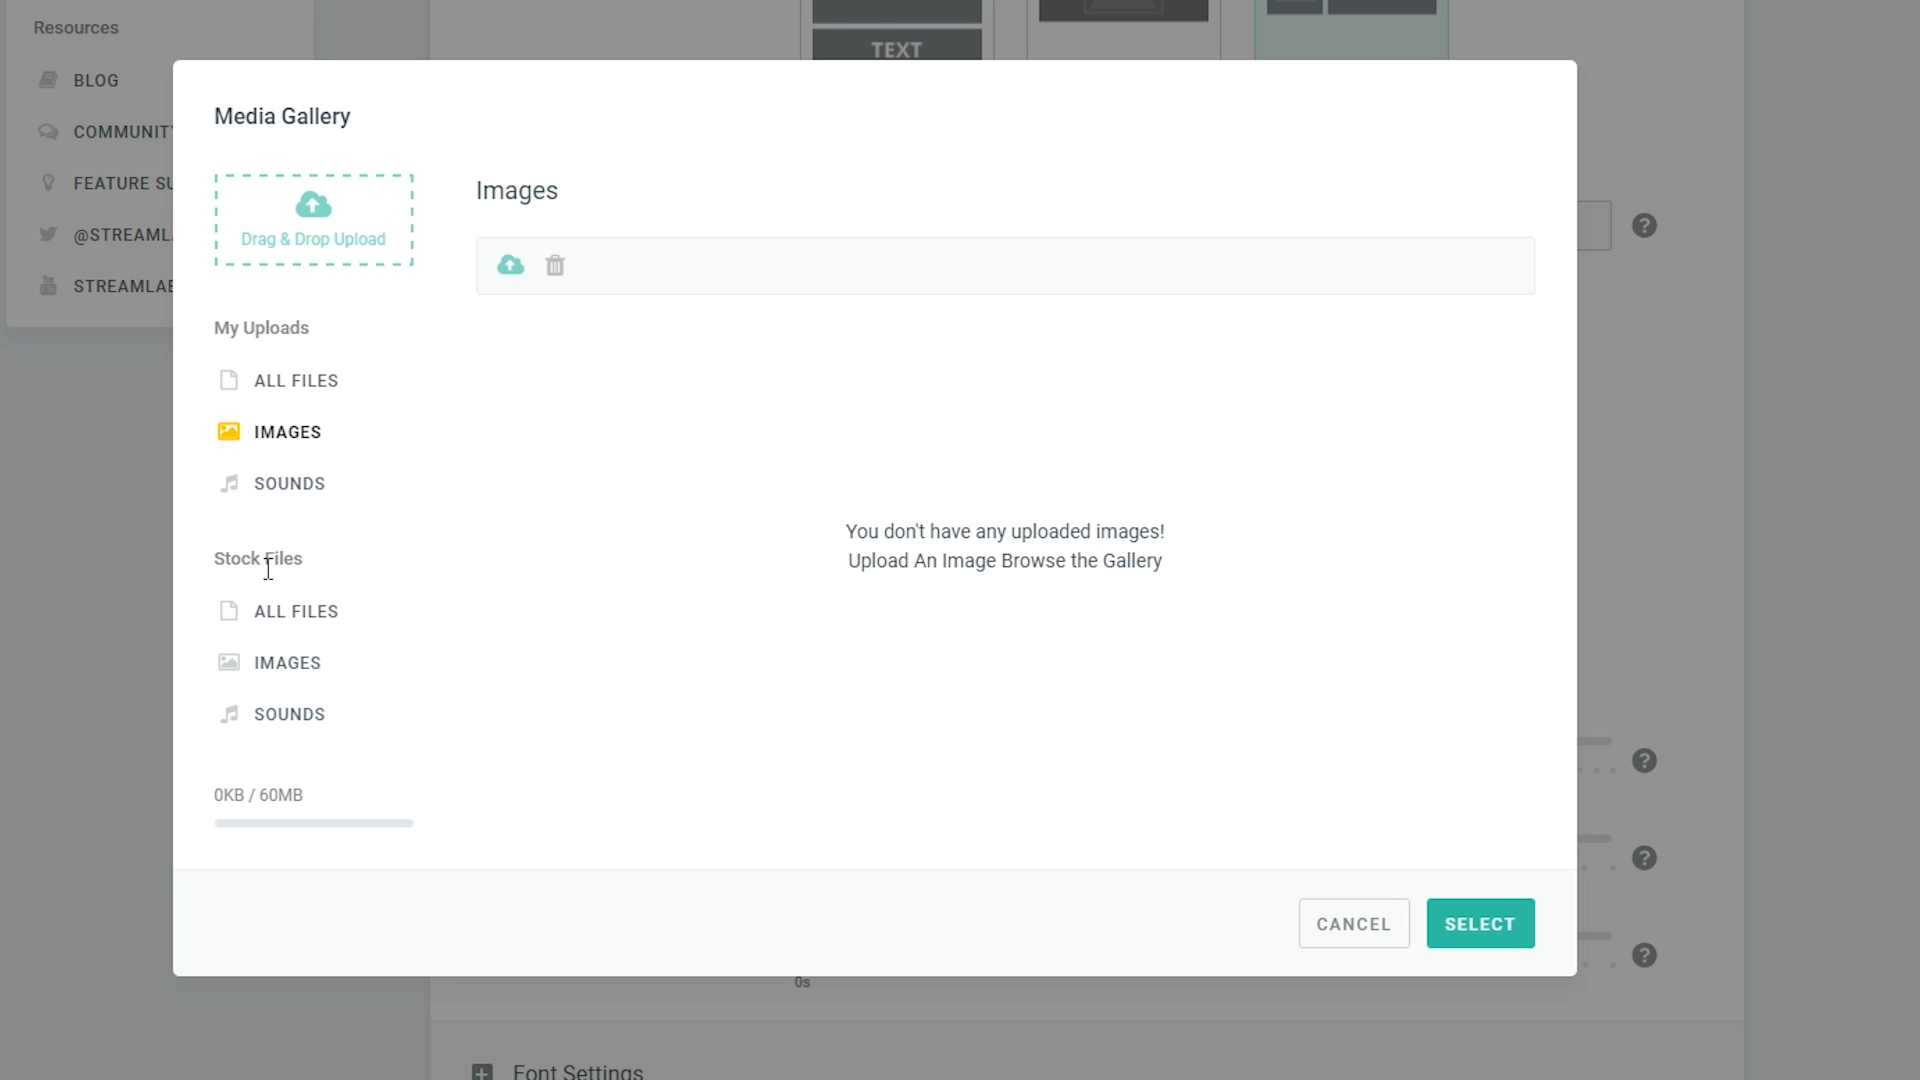 Resources
BLOG
COMMUNITY
FEATURE SU
@STREAML
STREAMLAB
TEXT
Media Gallery
Drag & Drop Upload
My Uploads
ALL FILES
IMAGES
SOUNDS
Stock Files
ALL FILES
IMAGES
SOUNDS
0KB / 60MB
Images
You don't have any uploaded images!
Upload An Image Browse the Gallery
CANCEL
SELECT
?
?
?
?
0s
Font Settings